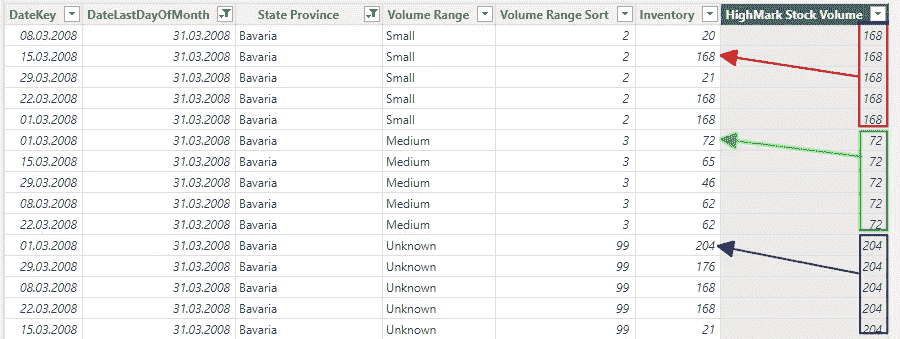 DateKey DateLastDayOfMonth State Province Volume Range Volume Range Sort Inventory HighMark Stock Volume
08.03.2008 31.03.2008 Bavaria Small 2 20 168
15.03.2008 31.03.2008 Bavaria Small 2 168 168
29.03.2008 31.03.2008 Bavaria Small 2 21 168
22.03.2008 31.03.2008 Bavaria Small 2 168 168
01.03.2008 31.03.2008 Bavaria Small 2 168 168
01.03.2008 31.03.2008 Bavaria Medium 3 72 72
15.03.2008 31.03.2008 Bavaria Medium 3 65 72
29.03.2008 31.03.2008 Bavaria Medium 3 46 72
08.03.2008 31.03.2008 Bavaria Medium 3 62 72
22.03.2008 31.03.2008 Bavaria Medium 3 62 72
01.03.2008 31.03.2008 Bavaria Unknown 99 204 204
29.03.2008 31.03.2008 Bavaria Unknown 99 176 204
08.03.2008 31.03.2008 Bavaria Unknown 99 168 204
22.03.2008 31.03.2008 Bavaria Unknown 99 168 204
15.03.2008 31.03.2008 Bavaria Unknown 99 21 204